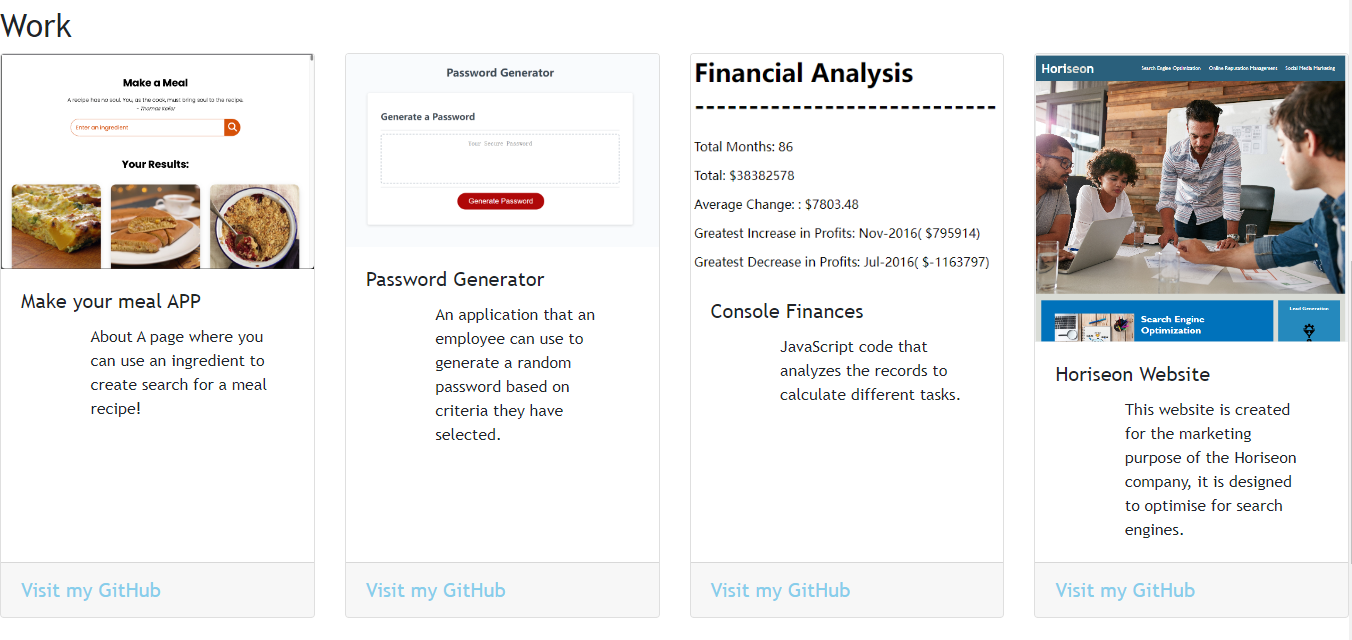 Work
Make a Meal
A recipe has no soul. You, as the cook, must bring soul to the recipe.
- Thomas Keller
Enter an ingredient
Your Results:
Make your meal APP
About A page where you
can use an ingredient to
create search for a meal
recipe!
Visit my GitHub
Password Generator
Generate a Password
Your Secure Password
Generate Password
Password Generator
An application that an
employee can use to
generate a random
password based on
criteria they have
selected.
Visit my GitHub
Financial Analysis
----------------------------
Total Months: 86
Total: $38382578
Average Change: : $7803.48
Greatest Increase in Profits: Nov-2016( $795914)
Greatest Decrease in Profits: Jul-2016( $-1163797)
Console Finances
JavaScript code that
analyzes the records to
calculate different tasks.
Visit my GitHub
Horiseon
Search Engine Optimization Online Reputation Management Social Media Marketing
Search Engine
Optimization
Lead Generation
Horiseon Website
This website is created
for the marketing
purpose of the Horiseon
company, it is designed
to optimise for search
engines.
Visit my GitHub